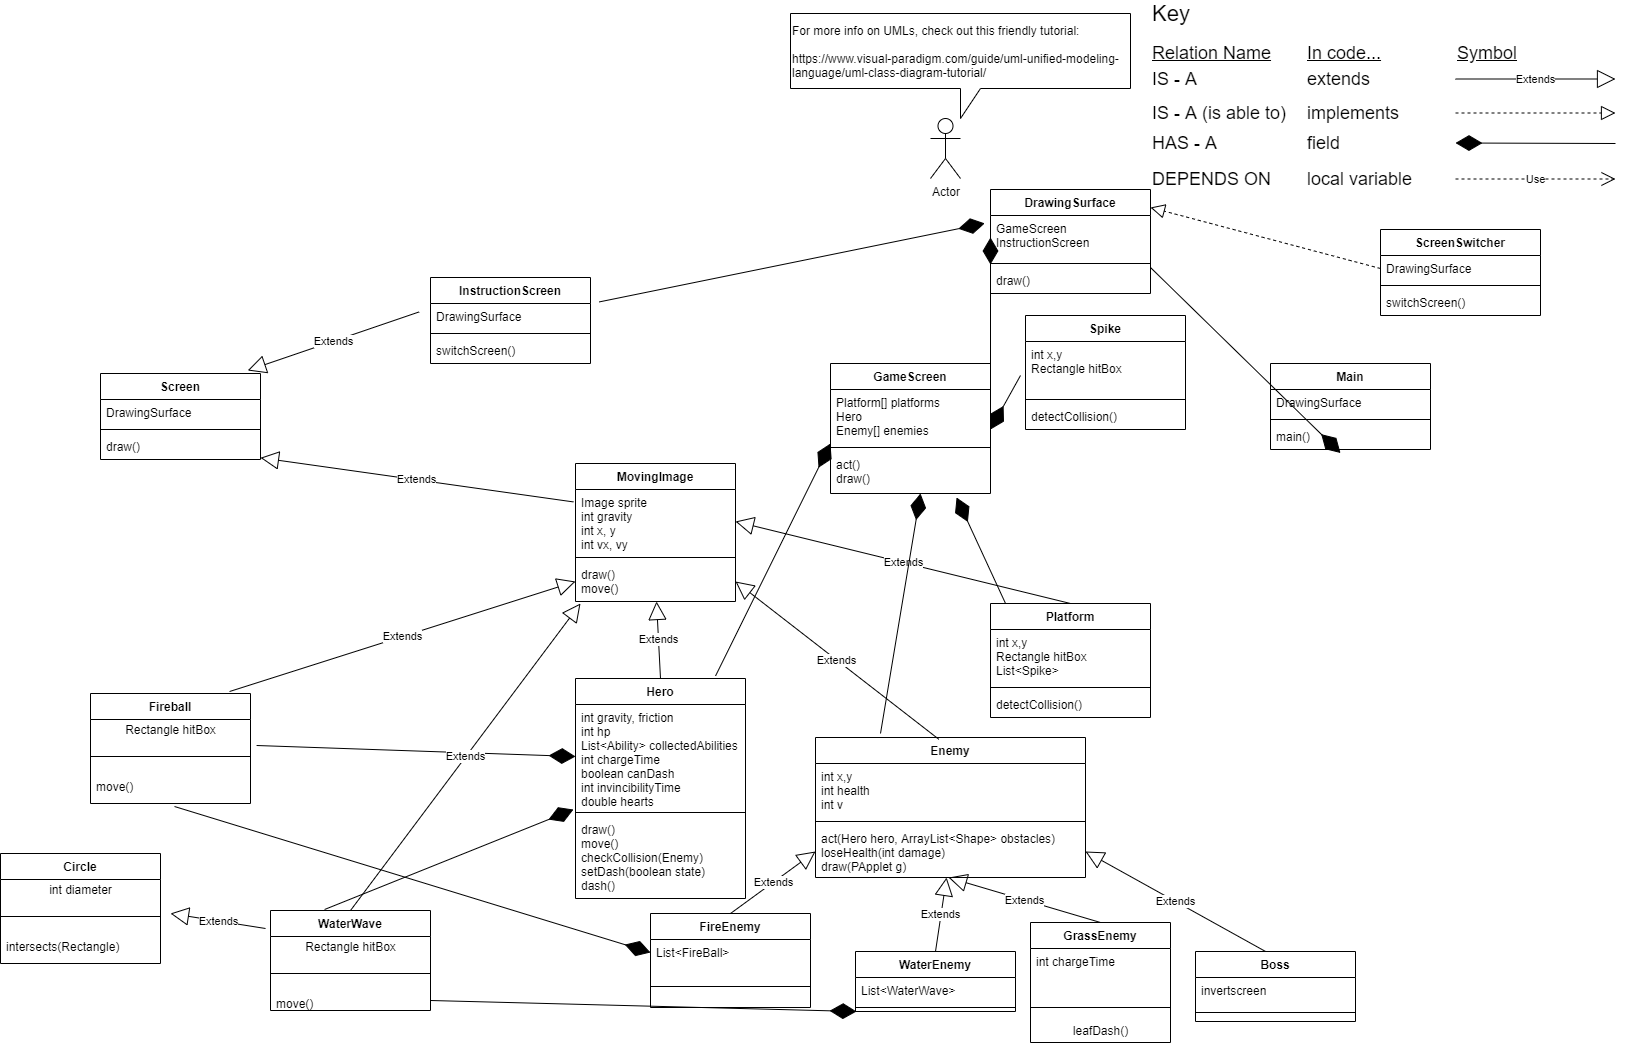 For more info on UMLs, check out this friendly tutorial:
https://www.visual-paradigm.com/guide/uml-unified-modeling-
language/uml-class-diagram-tutorial/
Actor
Key
Relation Name In code... Symbol
IS - A extends Extends
IS - A (is able to) implements
HAS - A field
DEPENDS ON local variable Use
DrawingSurface
GameScreen
InstructionScreen
draw()
ScreenSwitcher
DrawingSurface
switchScreen()
InstructionScreen
DrawingSurface
switchScreen()
Extends
Screen
DrawingSurface
draw()
Extends
Spike
int x,y
Rectangle hitBox
detectCollision()
GameScreen
Platform[] platforms
Hero
Enemy[] enemies
act()
draw()
Main
DrawingSurface
main()
MovingImage
Image sprite
int gravity
int x, y
int vx, vy
draw()
move()
Extends
Extends
Extends
Extends
Extends
Platform
int x,y
Rectangle hitBox
List<Spike>
detectCollision()
Fireball
Rectangle hitBox
move()
Hero
int gravity, friction
int hp
List<Ability> collectedAbilities
int chargeTime
boolean canDash
int invincibilityTime
double hearts
draw()
move()
checkCollision(Enemy)
setDash(boolean state)
dash()
Enemy
int x,y
int health
int v
act(Hero hero, ArrayList<Shape> obstacles)
loseHealth(int damage)
draw(PApplet g)
Circle
int diameter
intersects(Rectangle)
Extends
WaterWave
Rectangle hitBox
move()
Extends
Extends
Extends
Extends
FireEnemy
List<FireBall>
WaterEnemy
List<WaterWave>
GrassEnemy
int chargeTime
leafDash()
Boss
invertscreen